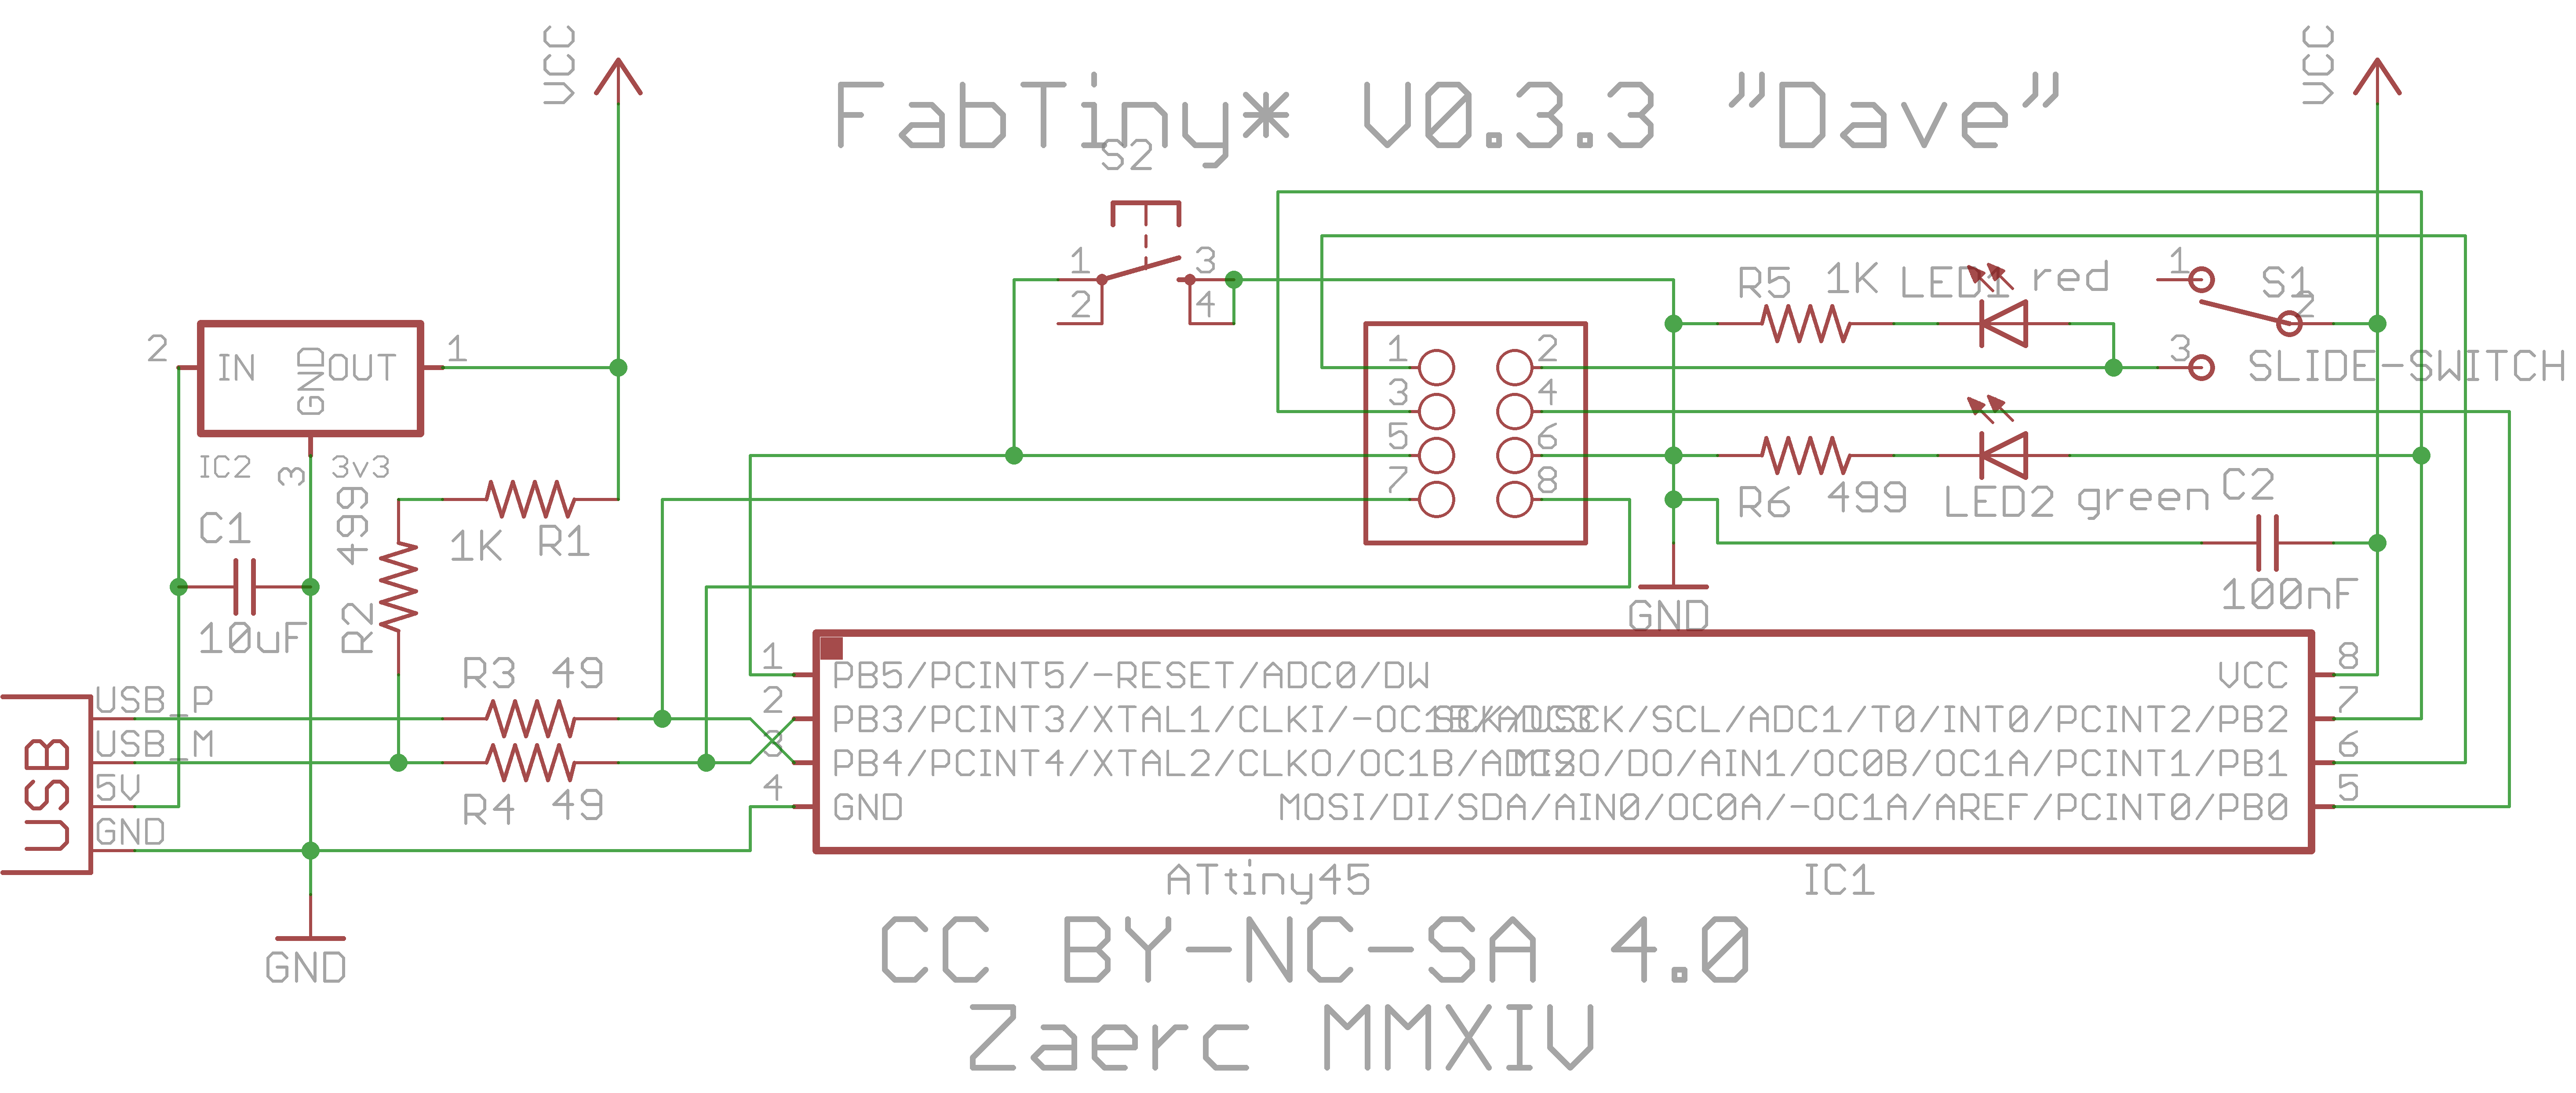 VCC
VCC
FabTiny* V0.3.3 "Dave"
S2
1
3
2
4
R5
1K
LED1
red
1
S1
2
3
SLIDE-SWITCH
2
IN
GND
OUT
1
IC2
3
3v3
1
2
3
4
5
6
7
8
C1
10uF
499
R2
1K
R1
R6
499
LED2
green
C2
100nF
GND
USB
USB_P
USB_M
5V
GND
R3
49
R4
49
1
PB5/PCINT5/-RESET/ADC0/DW
VCC
8
2
PB3/PCINT3/XTAL1/CLKI/-OC1B/ADC3
SCK/USCK/SCL/ADC1/T0/INT0/PCINT2/PB2
7
3
PB4/PCINT4/XTAL2/CLKO/OC1B/ADC2
MISO/DO/AIN1/OC0B/OC1A/PCINT1/PB1
6
4
GND
MOSI/DI/SDA/AIN0/OC0A/-OC1A/AREF/PCINT0/PB0
5
ATtiny45
IC1
GND
CC BY-NC-SA 4.0
Zaerc MMXIV